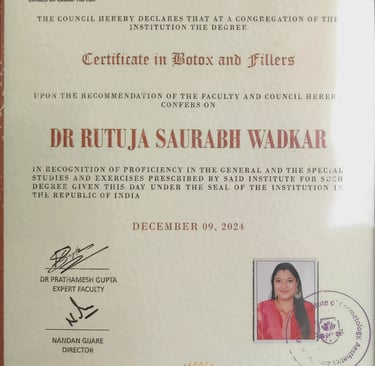 THE COUNCIL HEREBY DECLARES THAT AT A CONGREGATION OF THE
INSTITUTION THE DEGREE
Certificate in Botox and Fillers
UPON THE RECOMMENDATION OF THE FACULTY AND COUNCIL HEREBY
CONFERS ON
DR RUTUJA SAURABH WADKAR
IN RECOGNITION OF PROFICIENCY IN THE GENERAL AND THE SPECIAL
STUDIES AND EXERCISES PRESCRIBED BY SAID INSTITUTE FOR SUCH
DEGREE GIVEN THIS DAY UNDER THE SEAL OF THE INSTITUTION IN
THE REPUBLIC OF INDIA
DECEMBER 09, 2024
DR PRATHAMESH GUPTA
EXPERT FACULTY
NANDAN GIJARE
DIRECTOR
of Cosmetology, Aesthetics